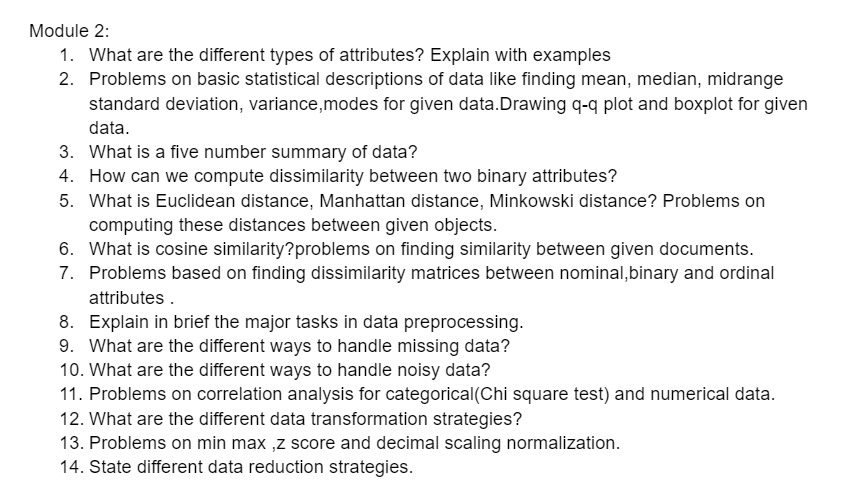 Module 2:
1. What are the different types of attributes? Explain with examples
2. Problems on basic statistical descriptions of data like finding mean, median, midrange
standard deviation, variance,modes for given data.Drawing q-q plot and boxplot for given
data.
3. What is a five number summary of data?
4. How can we compute dissimilarity between two binary attributes?
5. What is Euclidean distance, Manhattan distance, Minkowski distance? Problems on
computing these distances between given objects.
6. What is cosine similarity?problems on finding similarity between given documents.
7. Problems based on finding dissimilarity matrices between nominal,binary and ordinal
attributes .
8. Explain in brief the major tasks in data preprocessing.
9. What are the different ways to handle missing data?
10. What are the different ways to handle noisy data?
11. Problems on correlation analysis for categorical(Chi square test) and numerical data.
12. What are the different data transformation strategies?
13. Problems on min max ,z score and decimal scaling normalization.
14. State different data reduction strategies.